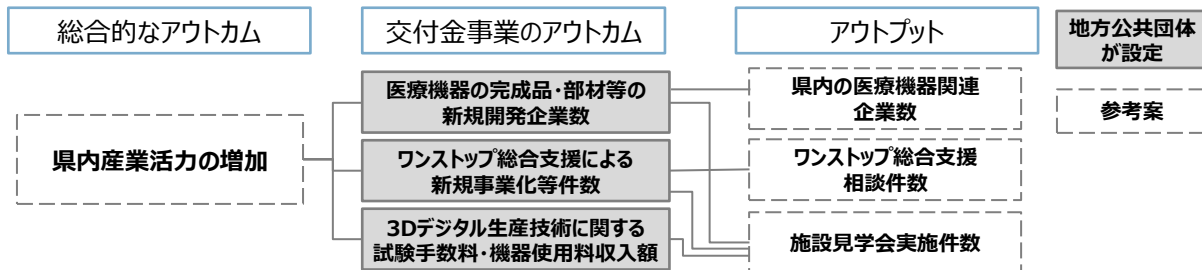 総合的なアウトカム
交付金事業のアウトカム
アウトプット
地方公共団体
が設定
参考案
県内産業活力の増加
医療機器の完成品・部材等の
新規開発企業数
ワンストップ総合支援による
新規事業化等件数
3Dデジタル生産技術に関する
試験手数料・機器使用料収入額
県内の医療機器関連
企業数
ワンストップ総合支援
相談件数
施設見学会実施件数